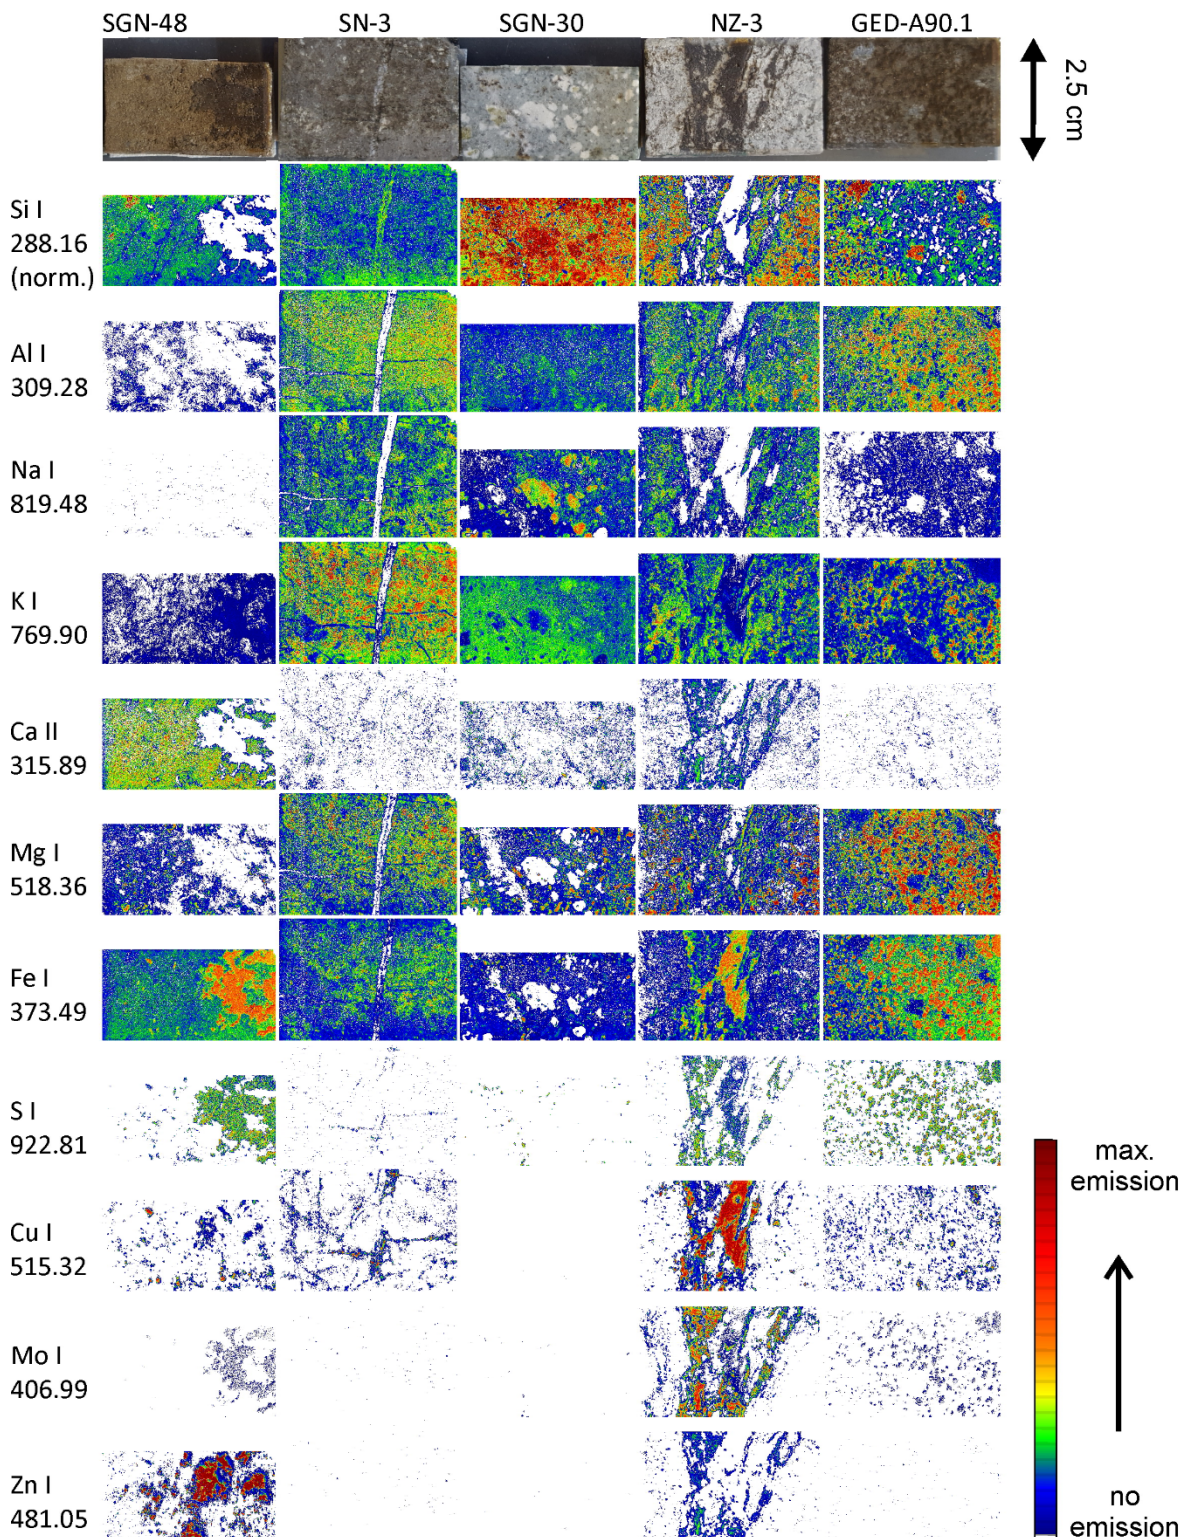 SGN-48 SN-3 SGN-30 NZ-3 GED-A90.1
2.5 cm
Si I
288.16
(norm.)
Al I
309.28
Na I
819.48
K I
769.90
Ca II
315.89
Mg I
518.36
Fe I
373.49
S I
922.81
Cu I
515.32
Mo I
406.99
Zn I
481.05
max.
emission
no
emission